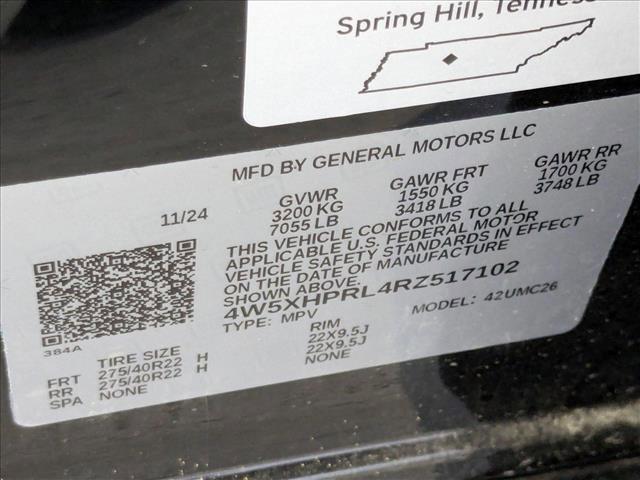 Spring Hill, Tenness
MFD BY GENERAL MOTORS LLC
11/24 GVWR GAWR FRT GAWR RR
3200 KG 1550 KG 1700 KG
7055 LB 3418 LB 3748 LB
THIS VEHICLE CONFORMS TO ALL
APPLICABLE U.S. FEDERAL MOTOR
VEHICLE SAFETY STANDARDS IN EFFECT
ON THE DATE OF MANUFACTURE
SHOWN ABOVE.
4W5XHPRL4RZ517102
TYPE: MPV MODEL: 42UMC26
384A
TIRE SIZE RIM
FRT 275/40R22 H 22X9.5J
RR 275/40R22 H 22X9.5J
SPA NONE NONE